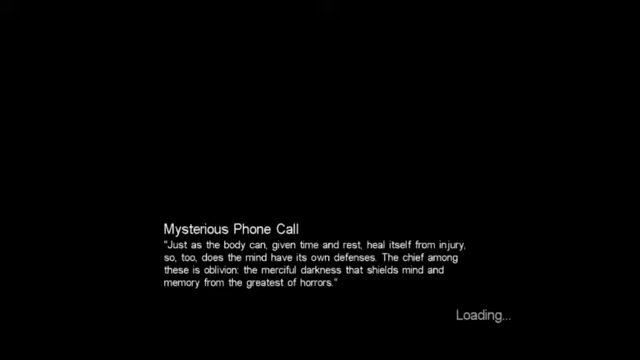 Mysterious Phone Call
"Just as the body can, given time and rest, heal itself from injury,
so, too, does the mind have its own defenses. The chief among
these is oblivion: the merciful darkness that shields mind and
memory from the greatest of horrors."
Loading...